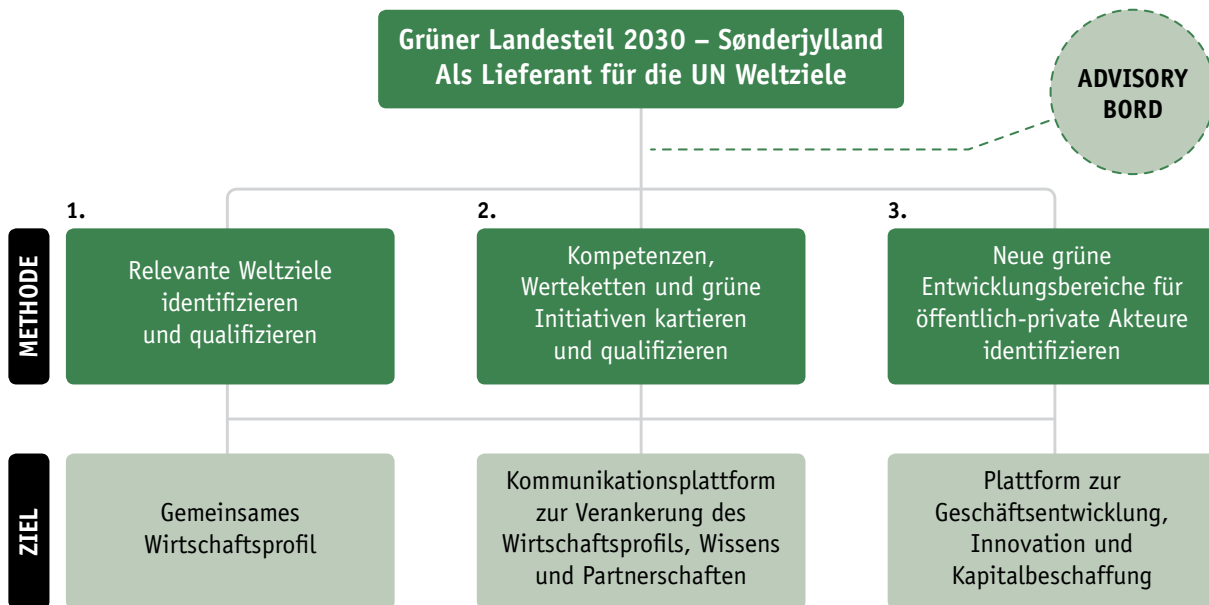 Grüner Landesteil 2030 – Sønderjylland
Als Lieferant für die UN Weltziele
ADVISORY
BORD
METHODE
1.
Relevante Weltziele
identifizieren
und qualifizieren
2.
Kompetenzen,
Werteketten und grüne
Initiativen kartieren
und qualifizieren
3.
Neue grüne
Entwicklungsbereiche für
öffentlich-private Akteure
identifizieren
ZIEL
Gemeinsames
Wirtschaftsprofil
Kommunikationsplattform
zur Verankerung des
Wirtschaftsprofils, Wissens
und Partnerschaften
Plattform zur
Geschäftsentwicklung,
Innovation und
Kapitalbeschaffung